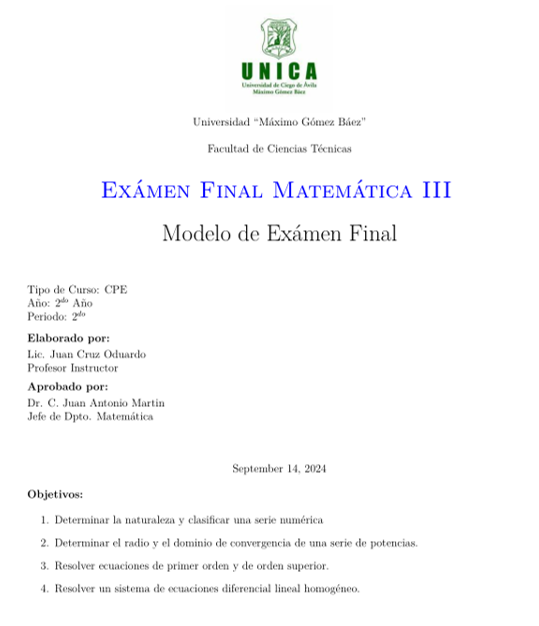 UNICA
Universidad de Ciego de Ávila
Máximo Gómez Báez
Universidad “Máximo Gómez Báez”
Facultad de Ciencias Técnicas
Exámen Final Matemática III
Modelo de Exámen Final
Tipo de Curso: CPE
Año: 2do Año
Periodo: 2do
Elaborado por:
Lic. Juan Cruz Oduardo
Profesor Instructor
Aprobado por:
Dr. C. Juan Antonio Martin
Jefe de Dpto. Matemática
September 14, 2024
Objetivos:
1. Determinar la naturaleza y clasificar una serie numérica
2. Determinar el radio y el dominio de convergencia de una serie de potencias.
3. Resolver ecuaciones de primer orden y de orden superior.
4. Resolver un sistema de ecuaciones diferencial lineal homogéneo.